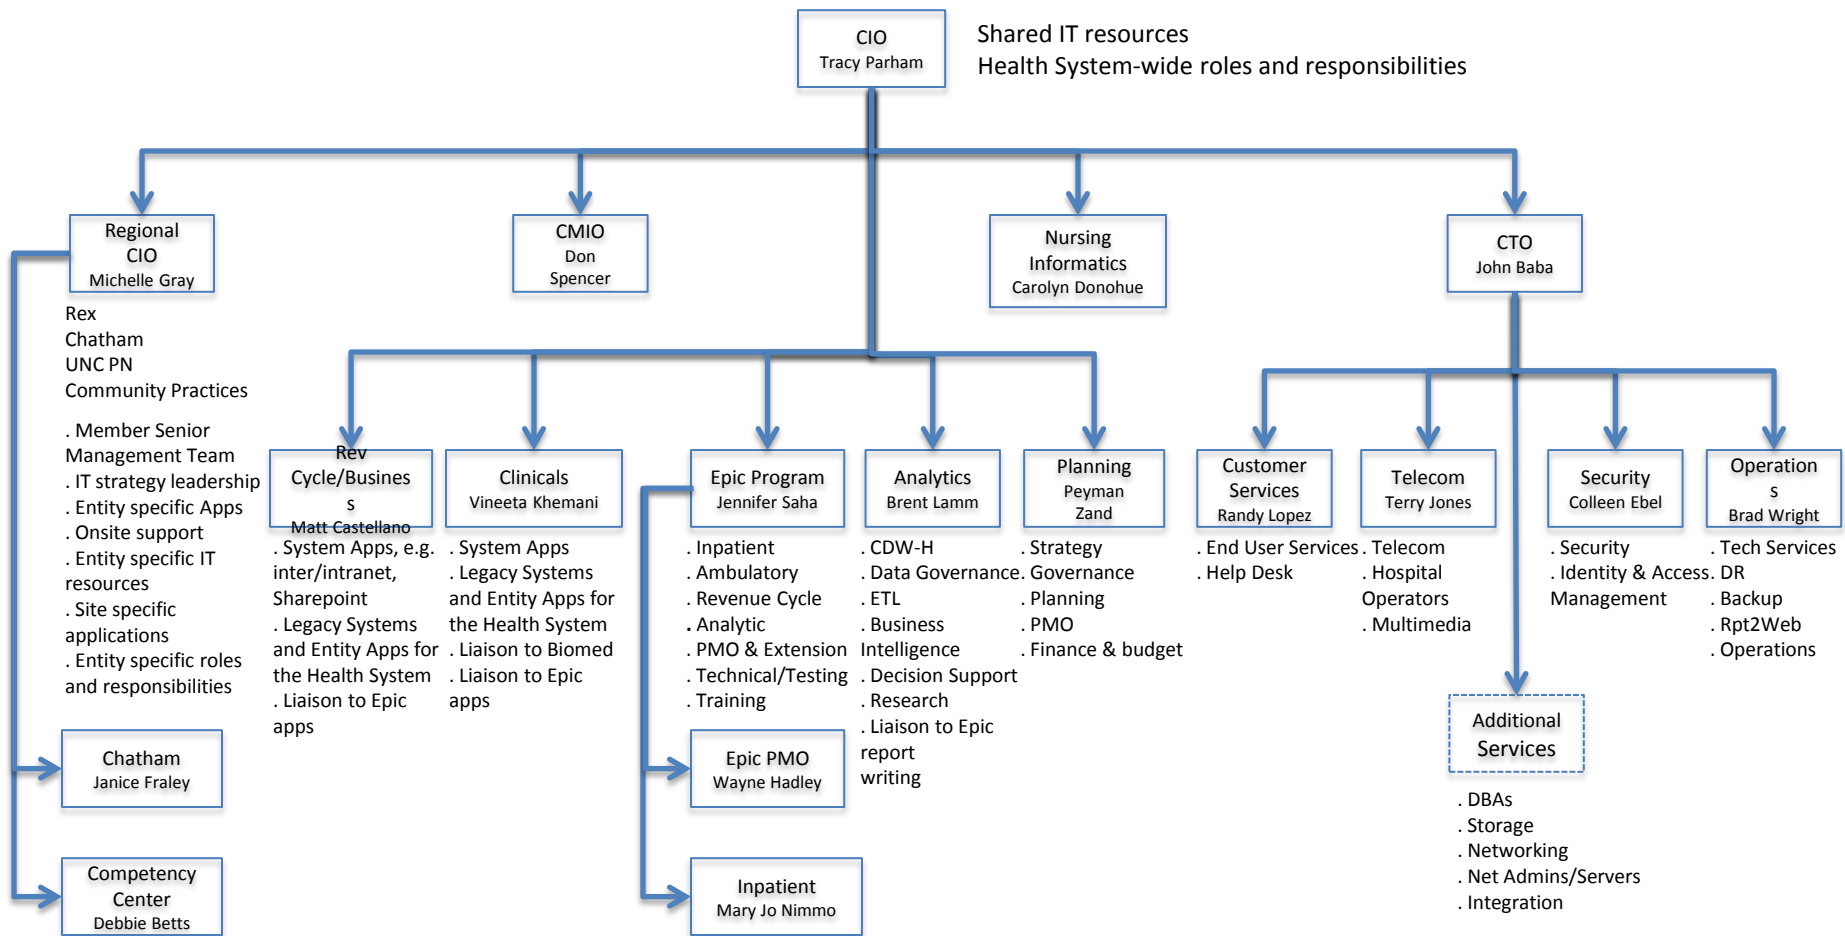 CIO
Tracy Parham
Shared IT resources
Health System-wide roles and responsibilities
Regional
CIO
Michelle Gray
CMIO
Don
Spencer
Nursing
Informatics
Carolyn Donohue
CTO
John Baba
Rex
Chatham
UNC PN
Community Practices
. Member Senior
Management Team
. IT strategy leadership
. Entity specific Apps
. Onsite support
. Entity specific IT
resources
. Site specific
applications
. Entity specific roles
and responsibilities
Rev
Cycle/Busines
s
Matt Castellano
. System Apps, e.g.
inter/intranet,
Sharepoint
. Legacy Systems
and Entity Apps for
the Health System
. Liaison to Epic
apps
Clinicals
Vineeta Khemani
. System Apps
. Legacy Systems
and Entity Apps for
the Health System
. Liaison to Biomed
. Liaison to Epic
apps
Epic Program
Jennifer Saha
. Inpatient
. Ambulatory
. Revenue Cycle
. Analytic
. PMO & Extension
. Technical/Testing
. Training
Analytics
Brent Lamm
. CDW-H
. Data Governance
. ETL
. Business
Intelligence
. Decision Support
. Research
. Liaison to Epic
report
writing
Planning
Peyman
Zand
. Strategy
. Governance
. Planning
. PMO
. Finance & budget
Customer
Services
Randy Lopez
. End User Services
. Help Desk
Telecom
Terry Jones
. Telecom
. Hospital
Operators
. Multimedia
Security
Colleen Ebel
. Security
. Identity & Access
Management
Operation
s
Brad Wright
. Tech Services
. DR
. Backup
. Rpt2Web
. Operations
Chatham
Janice Fraley
Competency
Center
Debbie Betts
Epic PMO
Wayne Hadley
Inpatient
Mary Jo Nimmo
Additional
Services
. DBAs
. Storage
. Networking
. Net Admins/Servers
. Integration